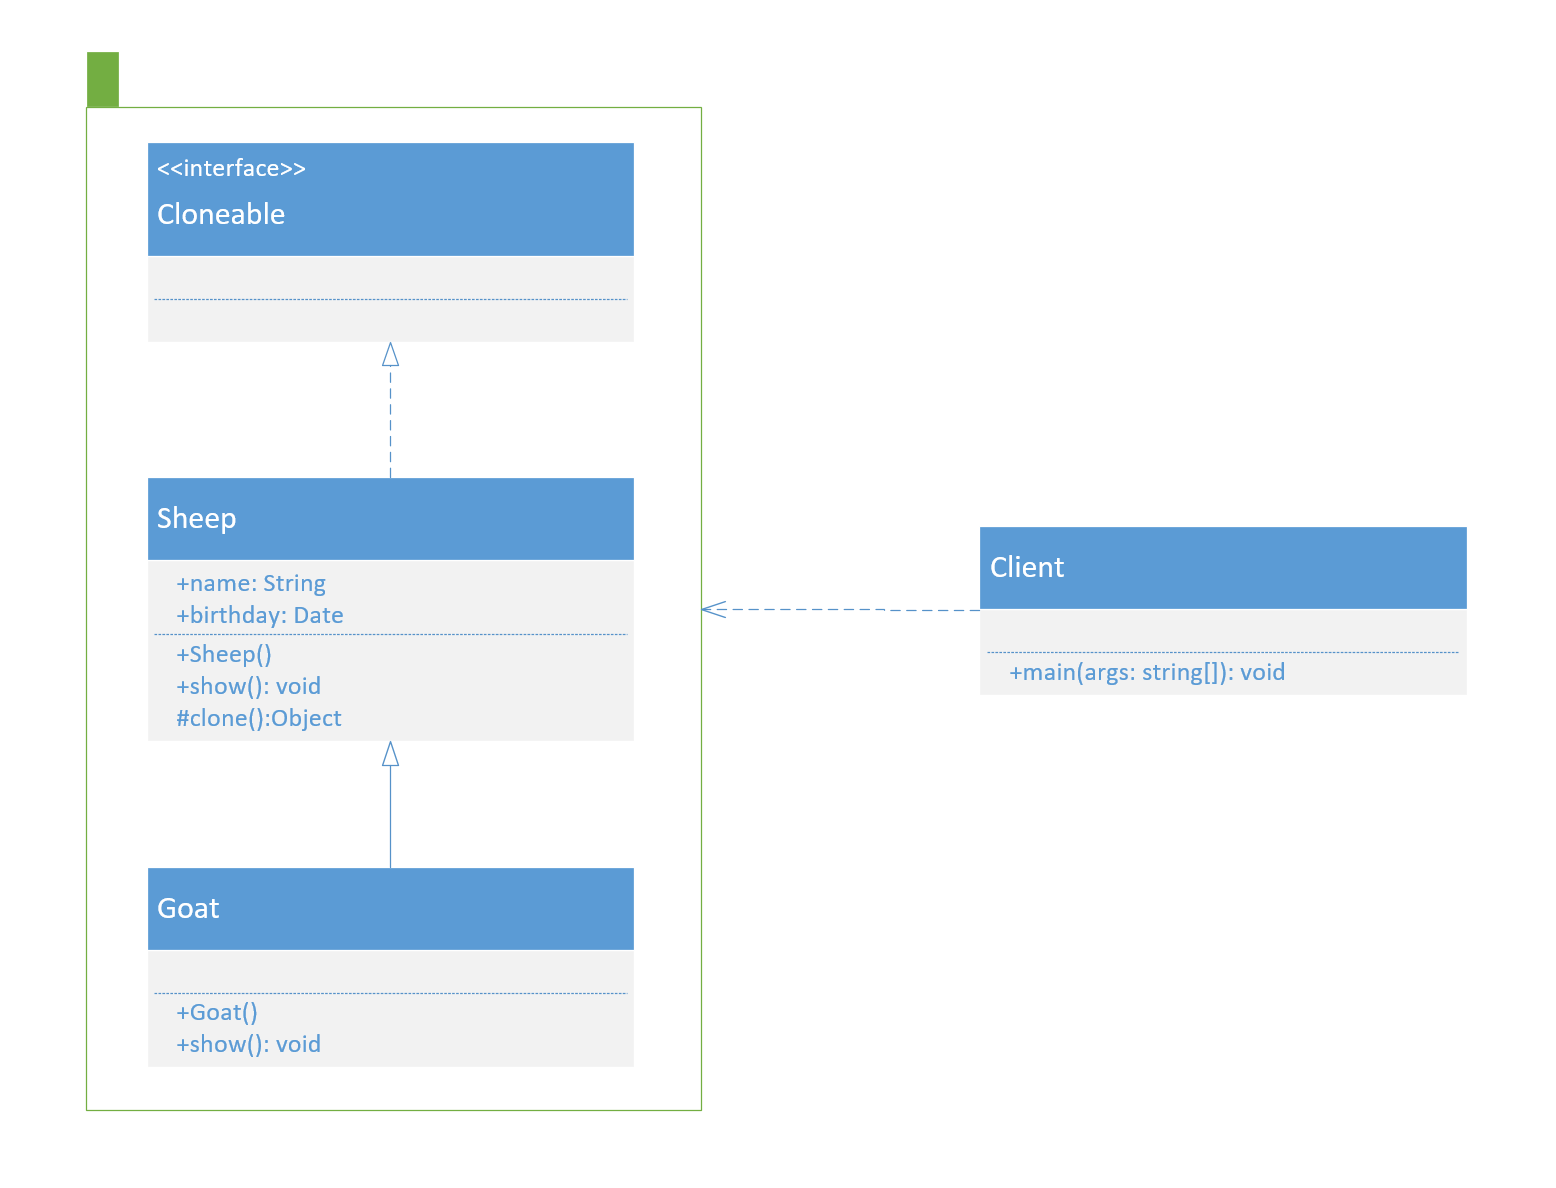 <<interface>>
Cloneable
Sheep
+name: String
+birthday: Date
+Sheep()
+show(): void
#clone():Object
Goat
+Goat()
+show(): void
Client
+main(args: string[]): void